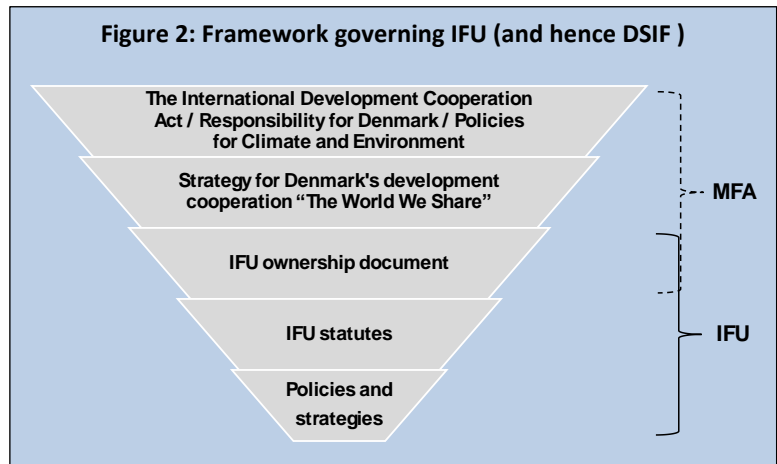 Figure 2: Framework governing IFU (and hence DSIF )
The International Development Cooperation
Act / Responsibility for Denmark / Policies
for Climate and Environment
Strategy for Denmark's development
cooperation “The World We Share”
MFA
IFU ownership document
IFU statutes
IFU
Policies and
strategies